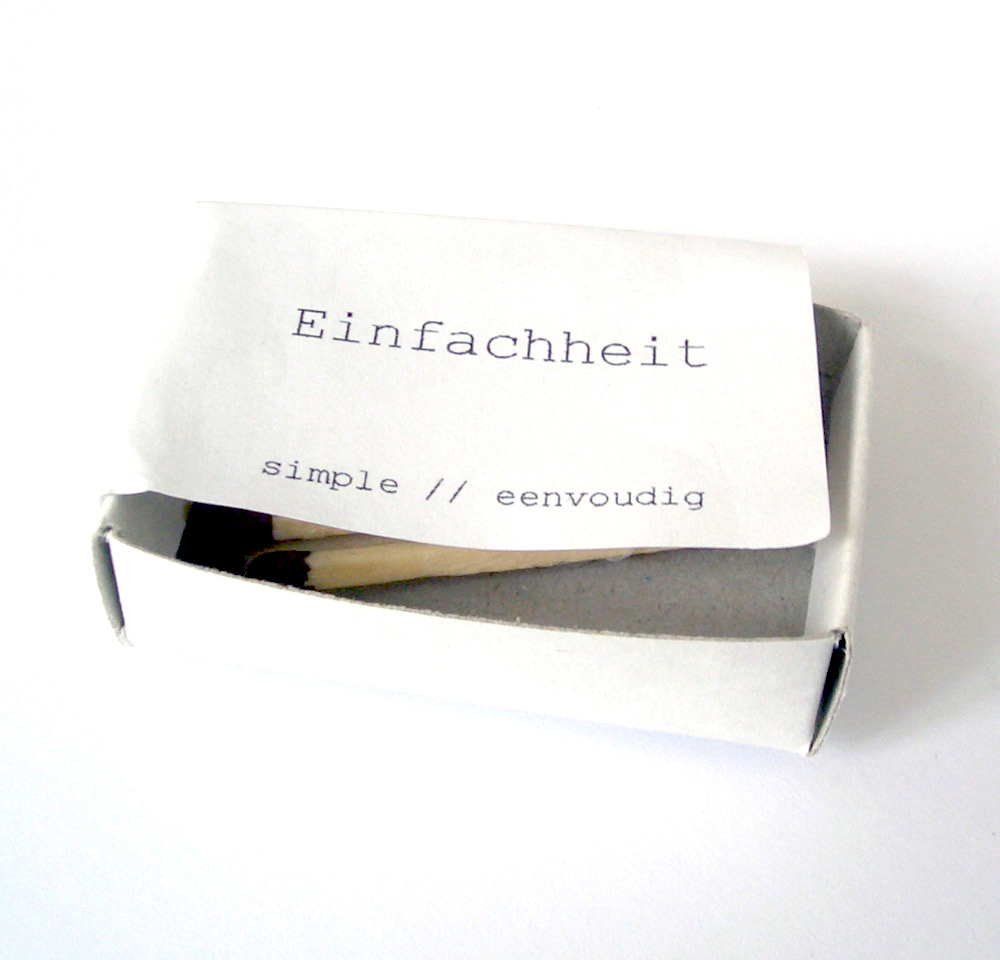 Einfachheit
simple // eenvoudig